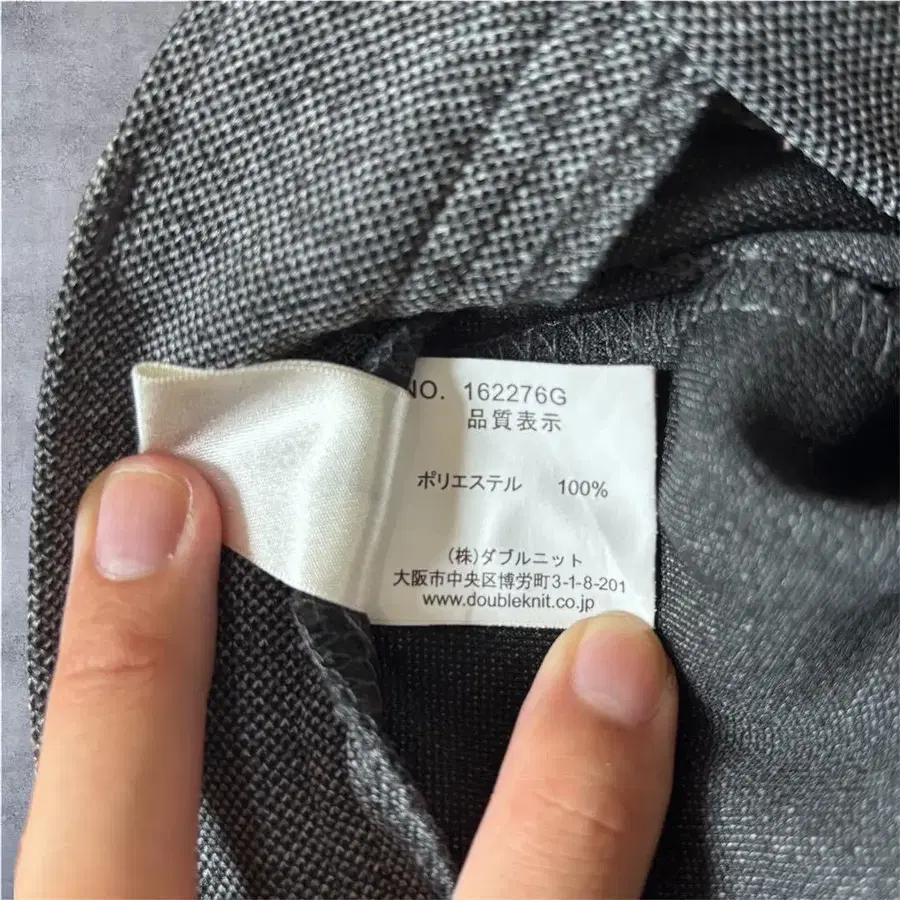 NO. 162276G
品質表示
ポリエステル 100%
(株)ダブルニット
大阪市中央区博労町3-1-8-201
www.doubleknit.co.jp